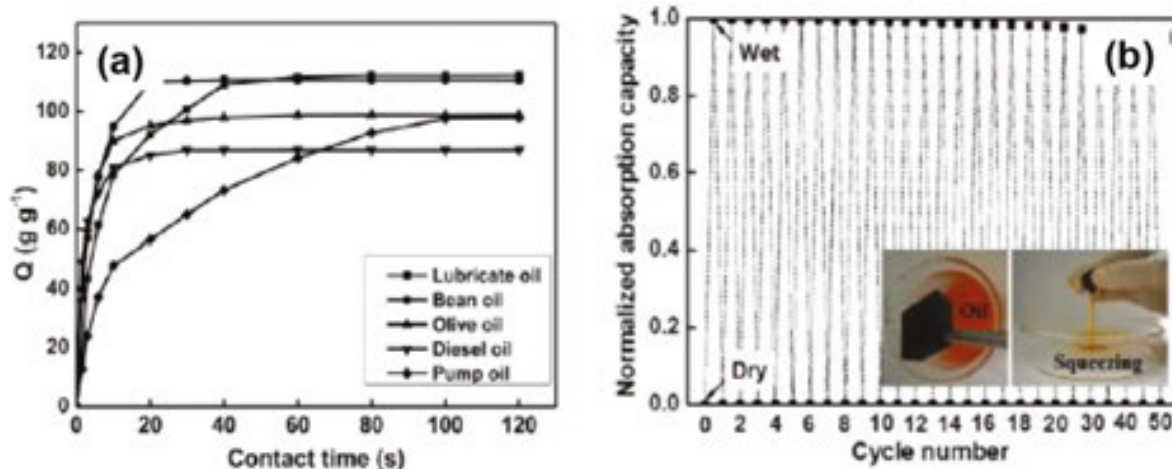 (a)
Q (g g⁻¹)
120
100
80
60
40
20
0
Lubricate oil
Bean oil
Olive oil
Diesel oil
Pump oil
0 20 40 60 80 100 120
Contact time (s)
(b)
Normalized absorption capacity
1.0
0.8
0.6
0.4
0.2
0.0
Wet
Dry
Oil
Squeezing
0 2 4 6 8 10 12 14 16 18 20 30 40 50
Cycle number